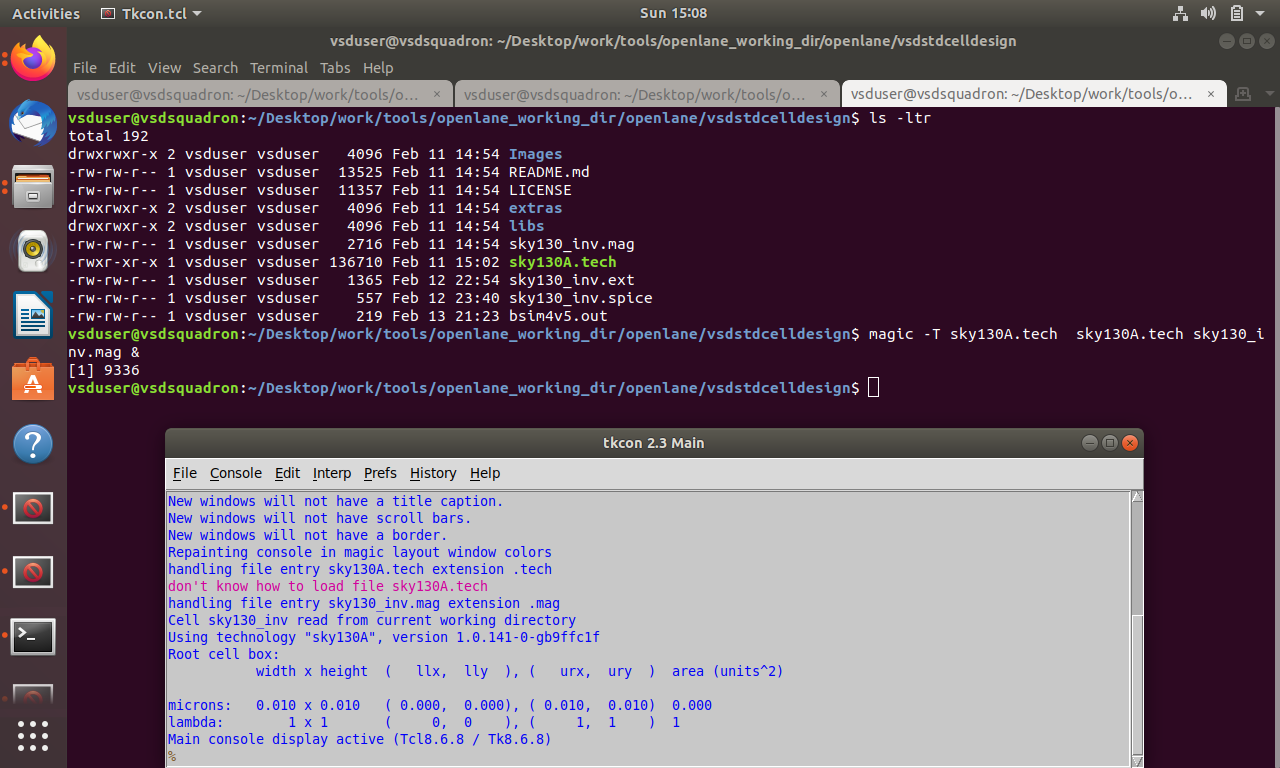 Activities Tkcon.tcl Sun 15:08
vsduser@vsdsquadron: ~/Desktop/work/tools/openlane_working_dir/openlane/vsdstdcelldesign
File Edit View Search Terminal Tabs Help
vsduser@vsdsquadron: ~/Desktop/work/tools/o... × vsduser@vsdsquadron: ~/Desktop/work/tools/o... × vsduser@vsdsquadron: ~/Desktop/work/tools/o... ×
vsduser@vsdsquadron:~/Desktop/work/tools/openlane_working_dir/openlane/vsdstdcelldesign$ ls -ltr
total 192
drwxrwxr-x 2 vsduser vsduser   4096 Feb 11 14:54 Images
-rw-rw-r-- 1 vsduser vsduser  13525 Feb 11 14:54 README.md
-rw-rw-r-- 1 vsduser vsduser  11357 Feb 11 14:54 LICENSE
drwxrwxr-x 2 vsduser vsduser   4096 Feb 11 14:54 extras
drwxrwxr-x 2 vsduser vsduser   4096 Feb 11 14:54 libs
-rw-rw-r-- 1 vsduser vsduser   2716 Feb 11 14:54 sky130_inv.mag
-rwxr-xr-x 1 vsduser vsduser 136710 Feb 11 15:02 sky130A.tech
-rw-rw-r-- 1 vsduser vsduser   1365 Feb 12 22:54 sky130_inv.ext
-rw-rw-r-- 1 vsduser vsduser    557 Feb 12 23:40 sky130_inv.spice
-rw-rw-r-- 1 vsduser vsduser    219 Feb 13 21:23 bsim4v5.out
vsduser@vsdsquadron:~/Desktop/work/tools/openlane_working_dir/openlane/vsdstdcelldesign$ magic -T sky130A.tech  sky130A.tech sky130_i
nv.mag &
[1] 9336
vsduser@vsdsquadron:~/Desktop/work/tools/openlane_working_dir/openlane/vsdstdcelldesign$
tkcon 2.3 Main
File Console Edit Interp Prefs History Help
New windows will not have a title caption.
New windows will not have scroll bars.
New windows will not have a border.
Repainting console in magic layout window colors
handling file entry sky130A.tech extension .tech
don't know how to load file sky130A.tech
handling file entry sky130_inv.mag extension .mag
Cell sky130_inv read from current working directory
Using technology "sky130A", version 1.0.141-0-gb9ffc1f
Root cell box:
           width x height  (   llx,  lly  ), (   urx,  ury  )  area (units^2)
microns:   0.010 x 0.010   ( 0.000,  0.000), ( 0.010,  0.010)  0.000
lambda:        1 x 1       (     0,  0    ), (     1,  1    )  1
Main console display active (Tcl8.6.8 / Tk8.6.8)
%